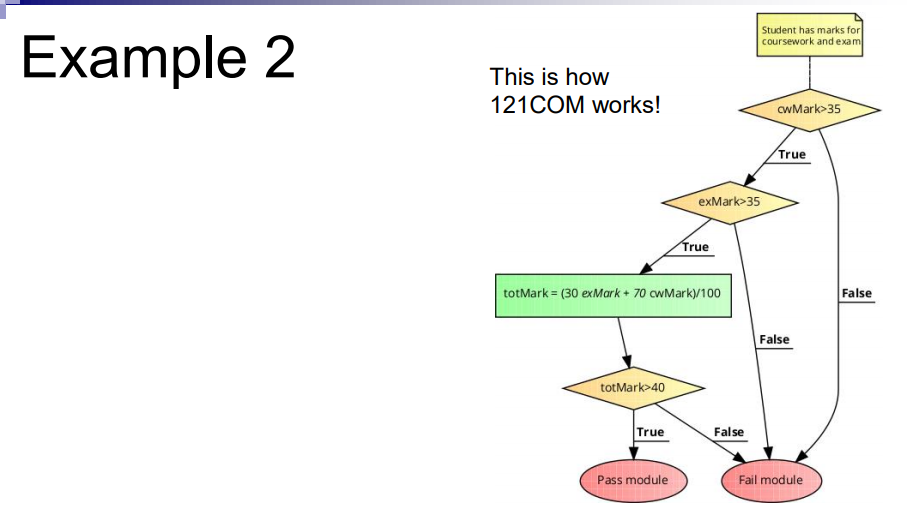 Example 2
This is how
121COM works!
Student has marks for
coursework and exam
cwMark>35
True
exMark>35
True
totMark = (30 exMark + 70 cwMark)/100
False
False
totMark>40
True
False
Pass module
Fail module